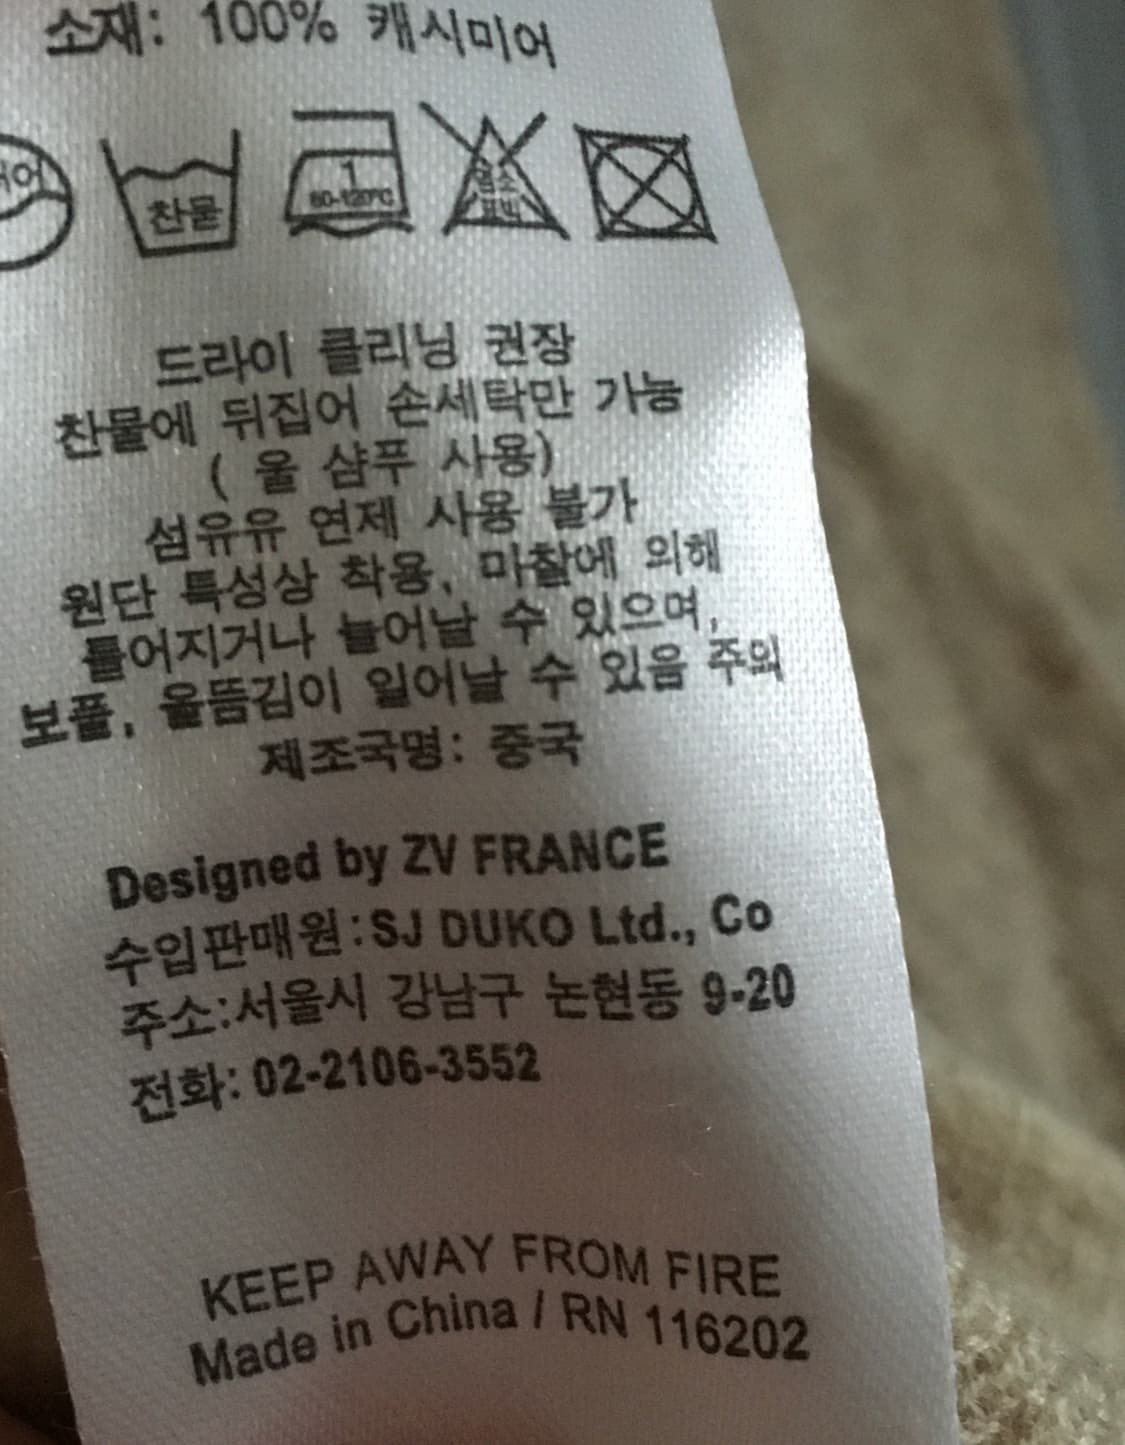 소재: 100% 캐시미어
찬물
1
80-120℃
염소
표백
드라이 클리닝 권장
찬물에 뒤집어 손세탁만 가능
( 울 샴푸 사용)
섬유유 연제 사용 불가
원단 특성상 착용, 마찰에 의해
틀어지거나 늘어날 수 있으며,
보풀, 올뜸김이 일어날 수 있음 주의
제조국명: 중국
Designed by ZV FRANCE
수입판매원:SJ DUKO Ltd., Co
주소:서울시 강남구 논현동 9-20
전화: 02-2106-3552
KEEP AWAY FROM FIRE
Made in China / RN 116202